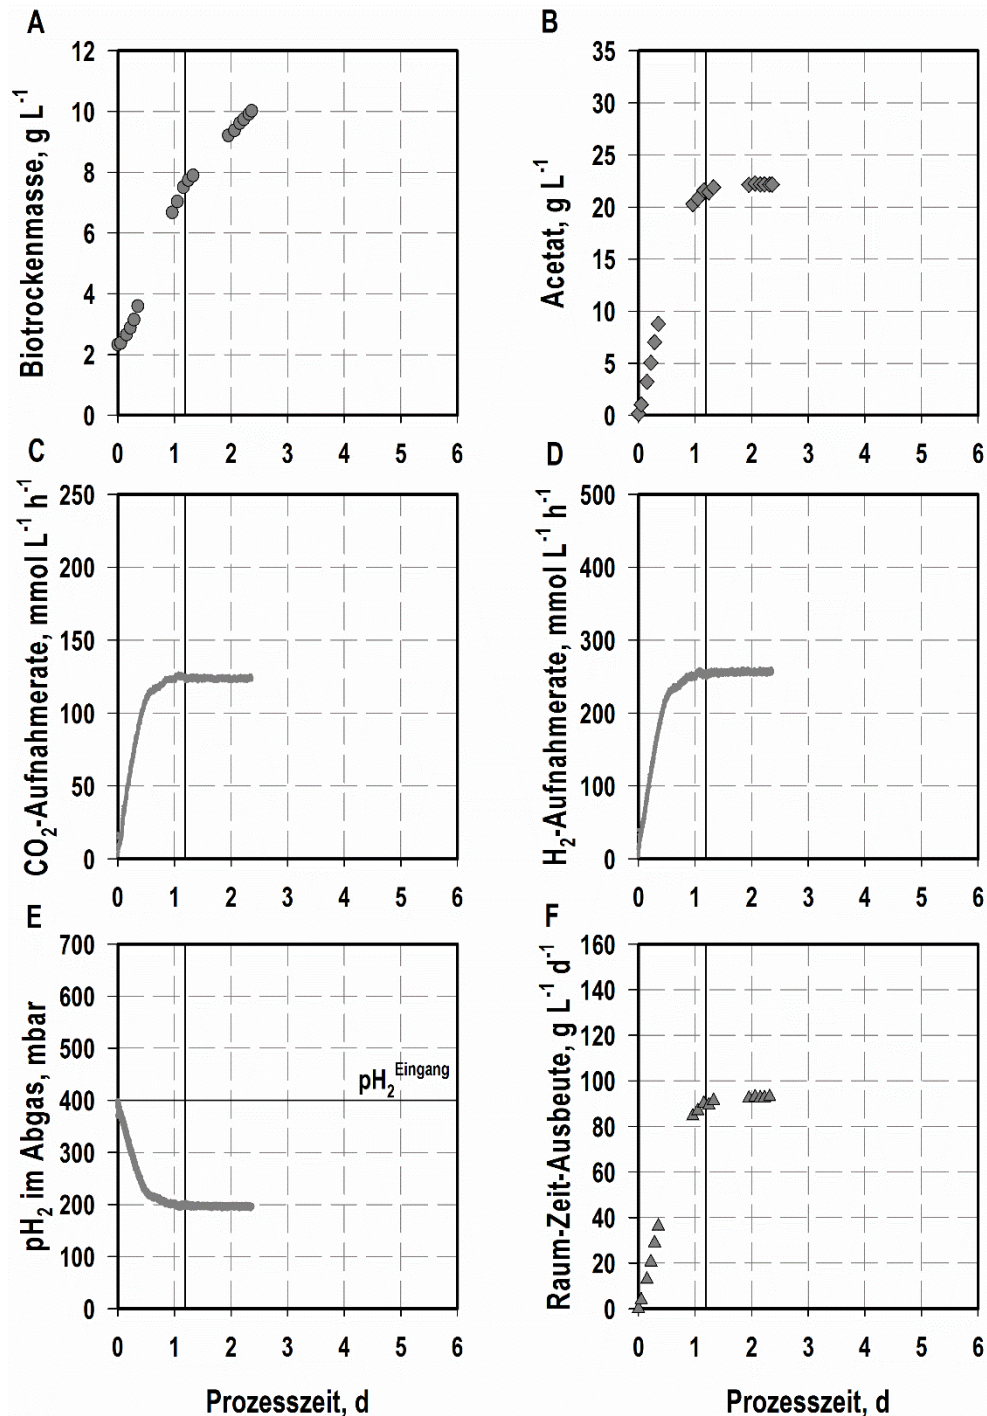 A
Biotrockenmasse, g L⁻¹
12
10
8
6
4
2
0
0 1 2 3 4 5 6
B
Acetat, g L⁻¹
35
30
25
20
15
10
5
0
0 1 2 3 4 5 6
C
CO₂-Aufnahmerate, mmol L⁻¹ h⁻¹
250
200
150
100
50
0
0 1 2 3 4 5 6
D
H₂-Aufnahmerate, mmol L⁻¹ h⁻¹
500
400
300
200
100
0
0 1 2 3 4 5 6
E
pH₂ im Abgas, mbar
700
600
500
400
300
200
100
0
pH₂ᴱⁱⁿᵍᵃⁿᵍ
0 1 2 3 4 5 6
Prozesszeit, d
F
Raum-Zeit-Ausbeute, g L⁻¹ d⁻¹
160
140
120
100
80
60
40
20
0
0 1 2 3 4 5 6
Prozesszeit, d